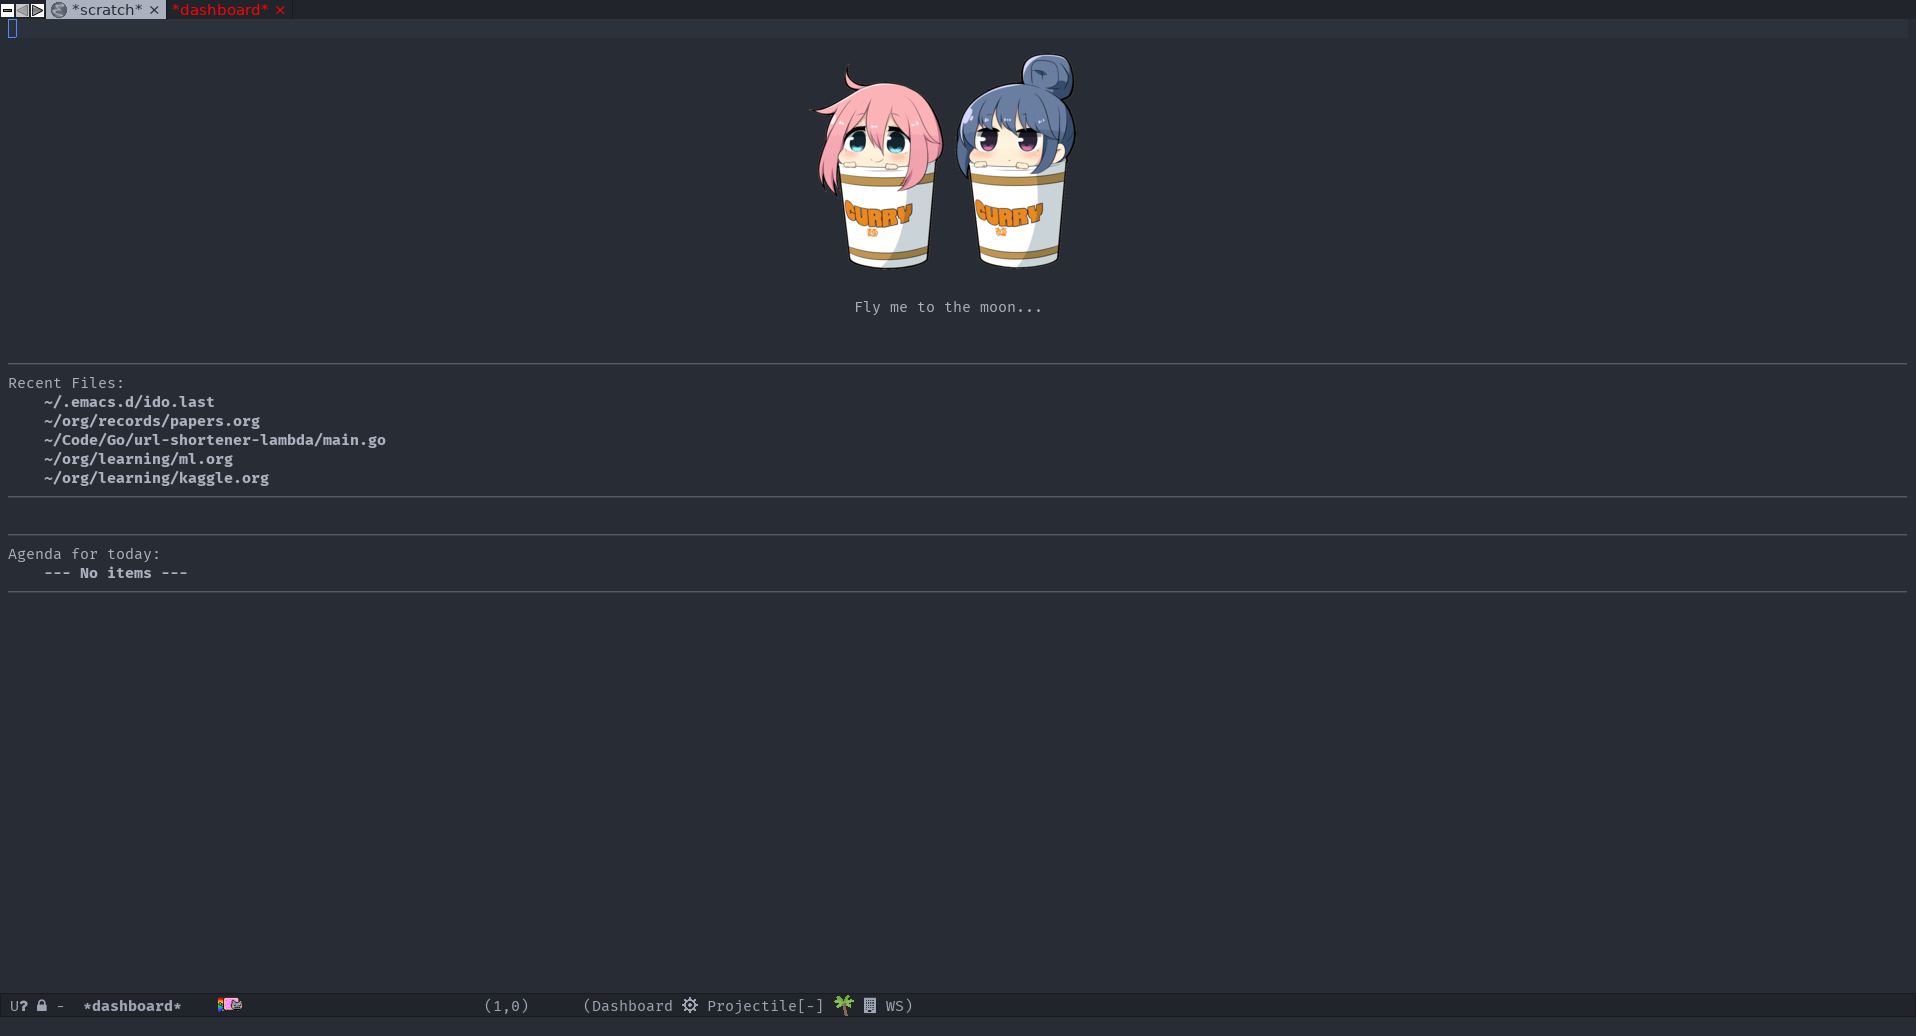 *scratch* × *dashboard* ×
CURRY CURRY
Fly me to the moon...
Recent Files:
~/.emacs.d/ido.last
~/org/records/papers.org
~/Code/Go/url-shortener-lambda/main.go
~/org/learning/ml.org
~/org/learning/kaggle.org
Agenda for today:
--- No items ---
U? - *dashboard* (1,0) (Dashboard Projectile[-] WS)